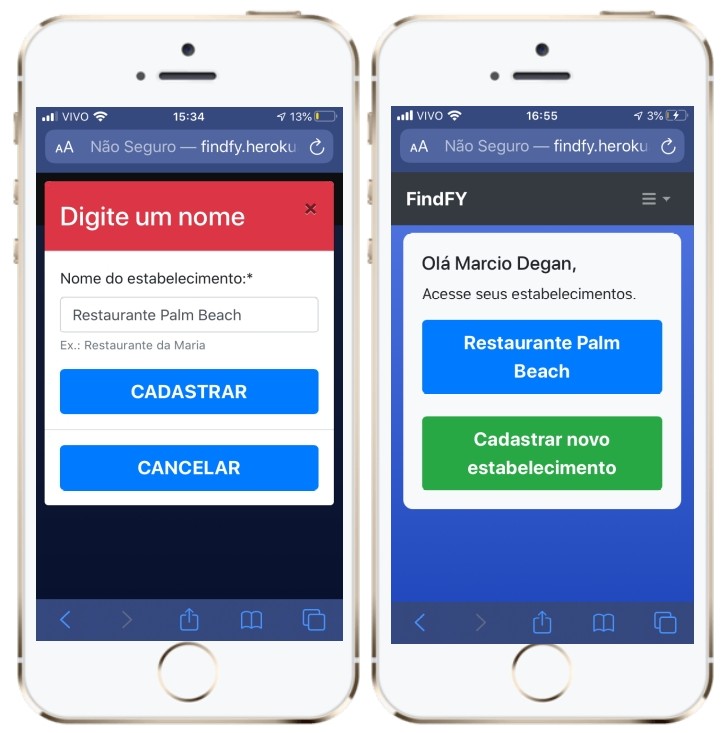 VIVO 15:34 13%
AA Não Seguro — findfy.heroku
Digite um nome ×
Nome do estabelecimento:*
Restaurante Palm Beach
Ex.: Restaurante da Maria
CADASTRAR
CANCELAR
VIVO 16:55 3%
AA Não Seguro — findfy.heroku
FindFY
Olá Marcio Degan,
Acesse seus estabelecimentos.
Restaurante Palm
Beach
Cadastrar novo
estabelecimento